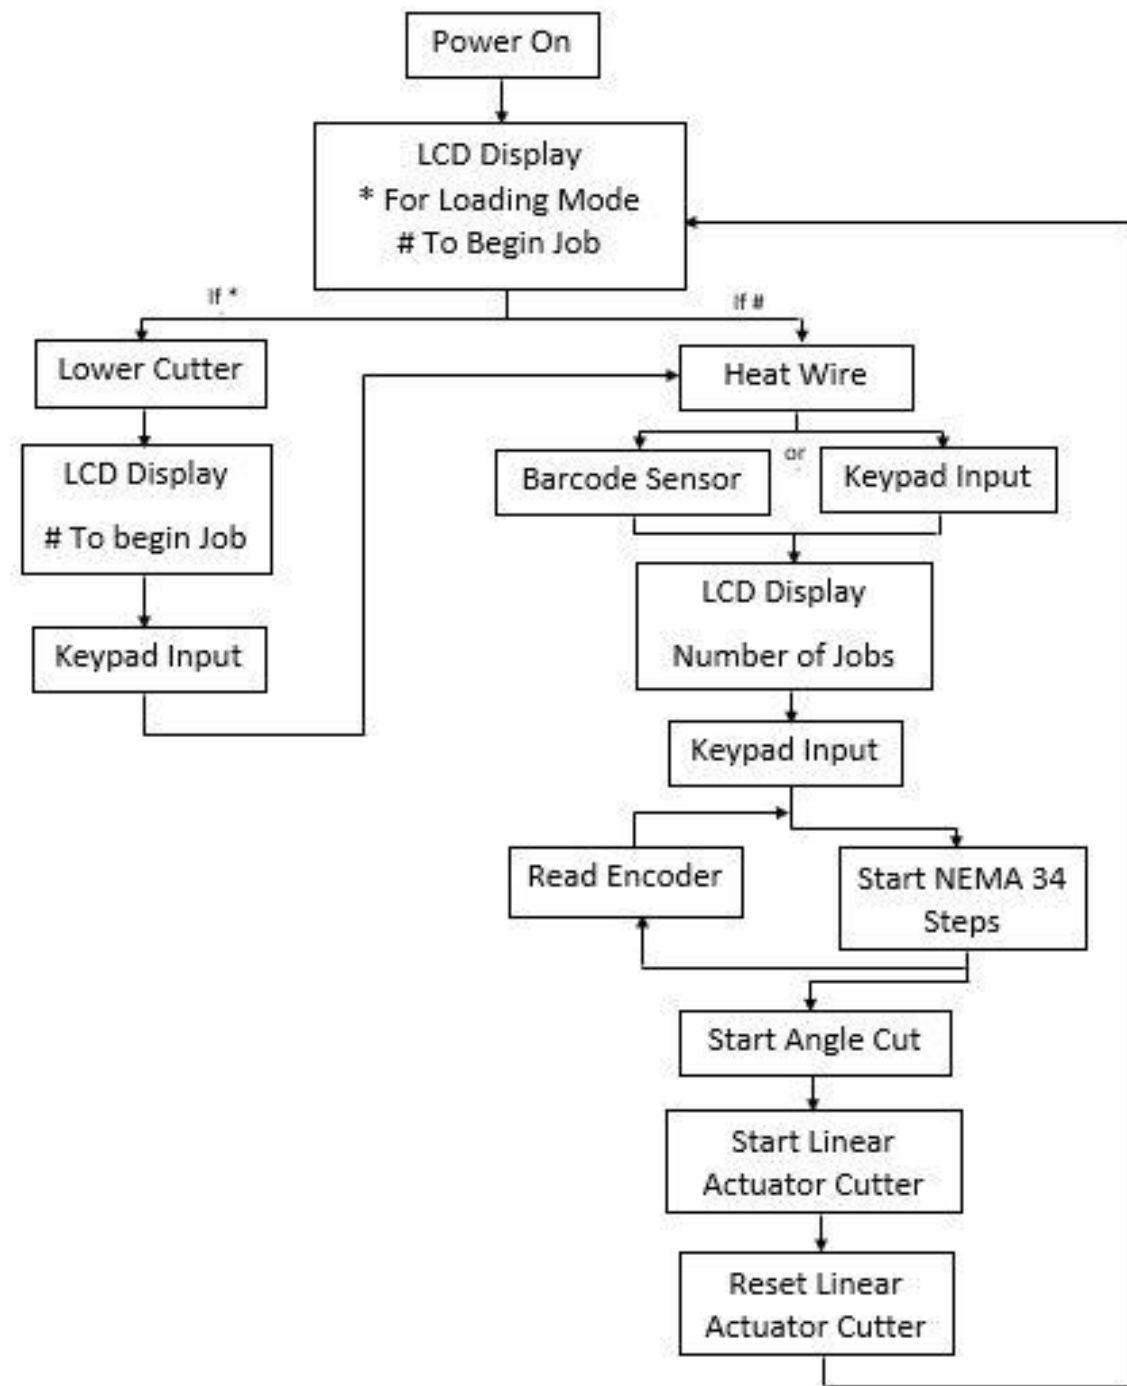 Power On
LCD Display
* For Loading Mode
# To Begin Job
If *
If #
Lower Cutter
Heat Wire
LCD Display
# To begin Job
Barcode Sensor
or
Keypad Input
Keypad Input
LCD Display
Number of Jobs
Keypad Input
Read Encoder
Start NEMA 34
Steps
Start Angle Cut
Start Linear
Actuator Cutter
Reset Linear
Actuator Cutter